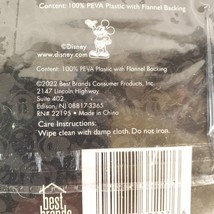 Content: 100% PEVA Plastic with Flannel Backing
©Disney
www.disney.com
Content: 100% PEVA Plastic with Flannel Backing
©2022 Best Brands Consumer Products, Inc.
2147 Lincoln Highway
Suite 402
Edison, NJ 08817-3365
RN# 22195 • Made in China
Care Instructions:
Wipe clean with damp cloth. Do not iron.
best
brands